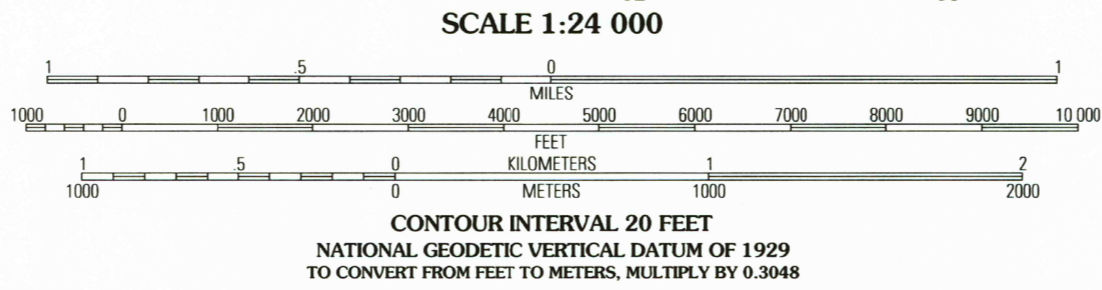 SCALE 1:24 000
1 .5 0 1
MILES
1000 0 1000 2000 3000 4000 5000 6000 7000 8000 9000 10 000
FEET
1 .5 0 KILOMETERS 1 2
1000 0 METERS 1000 2000
CONTOUR INTERVAL 20 FEET
NATIONAL GEODETIC VERTICAL DATUM OF 1929
TO CONVERT FROM FEET TO METERS, MULTIPLY BY 0.3048